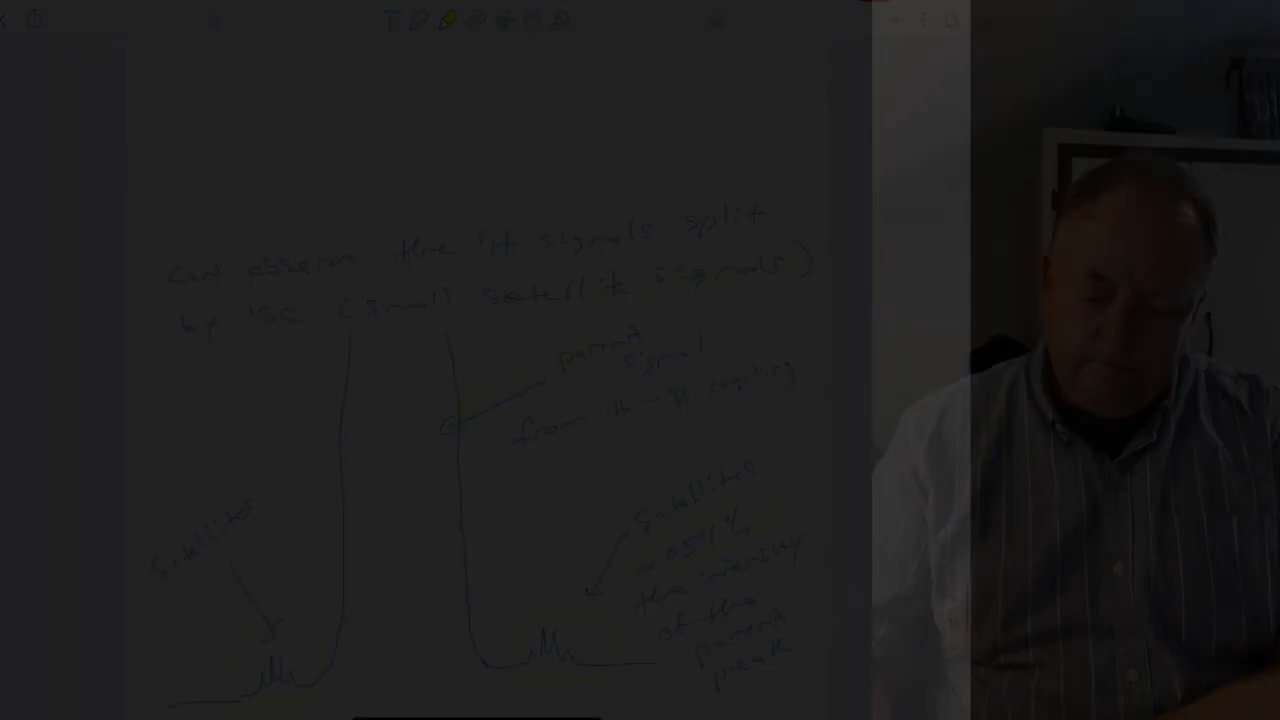 can observe the ¹H signals split
by ¹³C (small satellite signals)
parent
signal
from ¹H - ¹H coupling
Satellites
Satellites
~ 0.54%
the intensity
of the
parent
peak